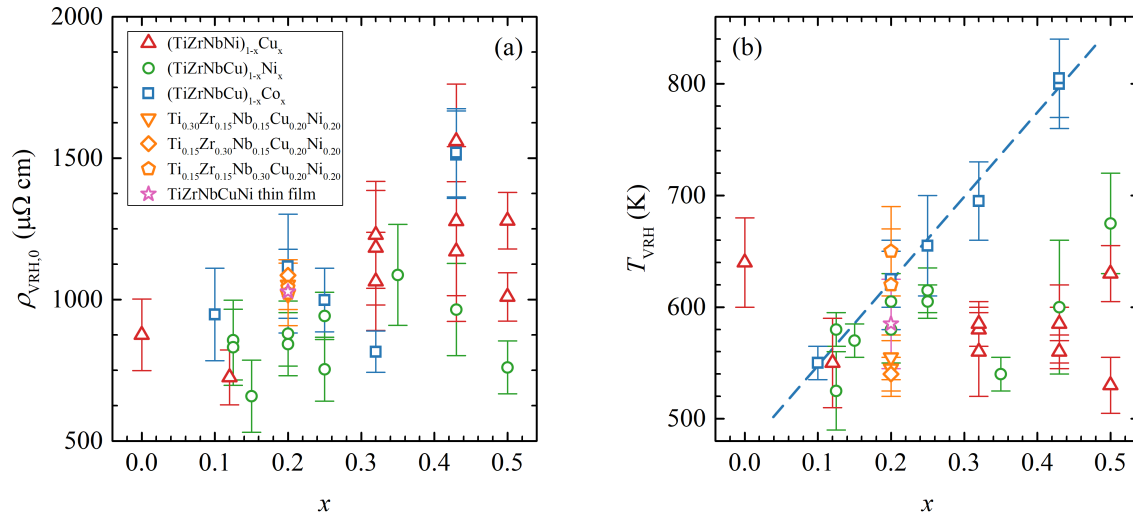 2000
1500
1000
500
ρVRH,0 (μΩ cm)
(a)
(TiZrNbNi)1-xCux
(TiZrNbCu)1-xNix
(TiZrNbCu)1-xCox
Ti0.30Zr0.15Nb0.15Cu0.20Ni0.20
Ti0.15Zr0.30Nb0.15Cu0.20Ni0.20
Ti0.15Zr0.15Nb0.30Cu0.20Ni0.20
TiZrNbCuNi thin film
0.0 0.1 0.2 0.3 0.4 0.5
x
(b)
800
700
600
500
TVRH (K)
0.0 0.1 0.2 0.3 0.4 0.5
x